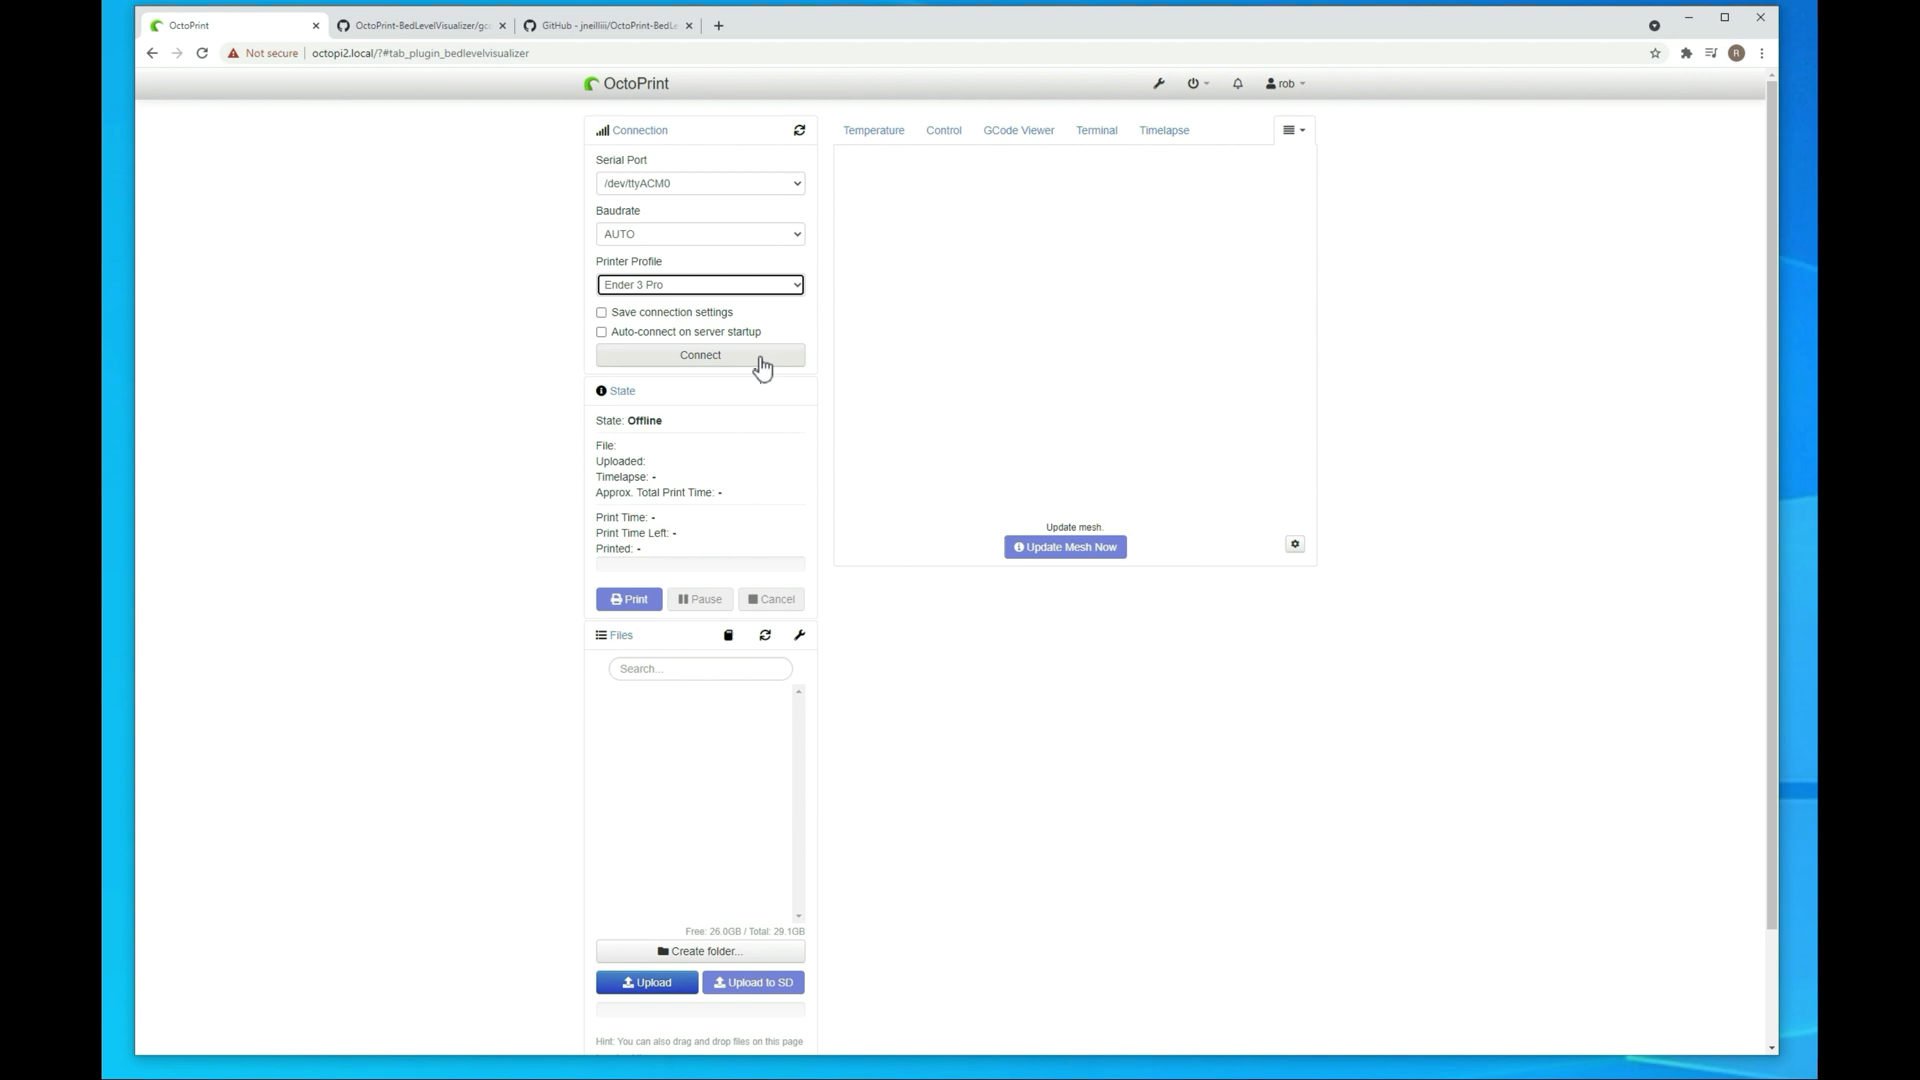 OctoPrint
OctoPrint-BedLevelVisualizer/gc
GitHub - jneilliii/OctoPrint-BedLe
Not secure
octopi2.local/?#tab_plugin_bedlevelvisualizer
R
OctoPrint
rob
Connection
Serial Port
/dev/ttyACM0
Baudrate
AUTO
Printer Profile
Ender 3 Pro
Save connection settings
Auto-connect on server startup
Connect
State
State: Offline
File:
Uploaded:
Timelapse: -
Approx. Total Print Time: -
Print Time: -
Print Time Left: -
Printed: -
Print
Pause
Cancel
Files
Search...
Free: 26.0GB / Total: 29.1GB
Create folder...
Upload
Upload to SD
Hint: You can also drag and drop files on this page
Temperature
Control
GCode Viewer
Terminal
Timelapse
Update mesh.
Update Mesh Now